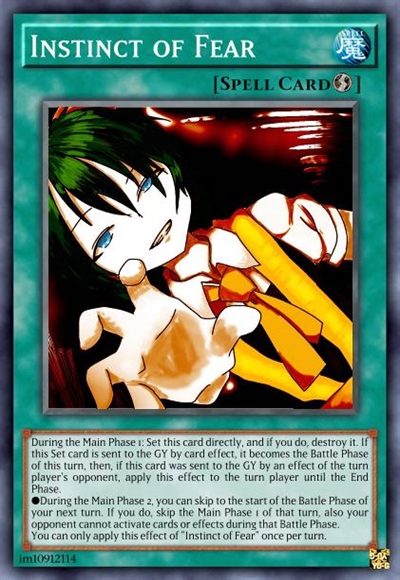 INSTINCT OF FEAR
SPELL
魔
[SPELL CARD]
During the Main Phase 1: Set this card directly, and if you do, destroy it. If
this Set card is sent to the GY by card effect, it becomes the Battle Phase
of this turn, then, if this card was sent to the GY by an effect of the turn
player's opponent, apply this effect to the turn player until the End
Phase.
●During the Main Phase 2, you can skip to the start of the Battle Phase of
your next turn. If you do, skip the Main Phase 1 of that turn, also your
opponent cannot activate cards or effects during that Battle Phase.
You can only apply this effect of "Instinct of Fear" once per turn.
im10912114